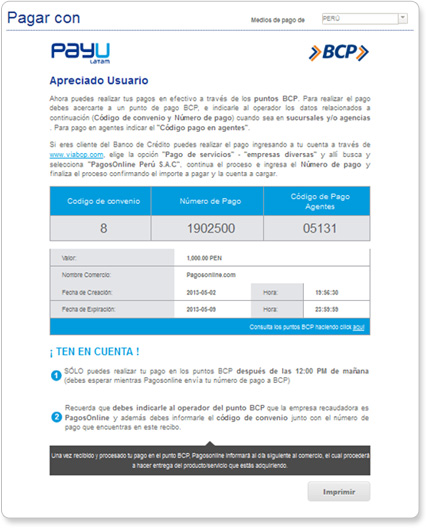 Pagar con
Medios de pago de
PERÚ
PAYU
LATAM
BCP
Apreciado Usuario
Ahora puedes realizar tus pagos en efectivo a través de los puntos BCP. Para realizar el pago
debes acercarte a un punto de pago BCP, e indicarle al operador los datos relacionados a
continuación (Código de convenio y Número de pago) cuando sea en sucursales y/o agencias
. Para pago en agentes indicar el "Código pago en agentes".
Si eres cliente del Banco de Crédito puedes realizar el pago ingresando a tu cuenta a través de
www.viabcp.com, elige la opción "Pago de servicios" - "empresas diversas" y allí busca y
selecciona "PagosOnline Perú S.A.C", continua el proceso e ingresa el Número de pago y
finaliza el proceso confirmando el importe a pagar y la cuenta a cargar.
Codigo de convenio
Número de Pago
Código de Pago
Agentes
8
1902500
05131
Valor:
1,000.00 PEN
Nombre Comercio:
Pagosonline.com
Fecha de Creación:
2013-05-02
Hora:
19:56:30
Fecha de Expiración:
2013-05-09
Hora:
23:59:59
Consulta los puntos BCP haciendo click aquí
¡ TEN EN CUENTA !
1
SÓLO puedes realizar tu pago en los puntos BCP después de las 12:00 PM de mañana
(debes esperar mientras Pagosonline envía tu número de pago a BCP)
2
Recuerda que debes indicarle al operador del punto BCP que la empresa recaudadora es
PagosOnline y además debes informarle el código de convenio junto con el número de
pago que encuentras en este recibo.
Una vez recibido y procesado tu pago en el punto BCP, Pagosonline informará al día siguiente al comercio, el cual procederá
a hacer entrega del producto/servicio que estás adquiriendo.
Imprimir